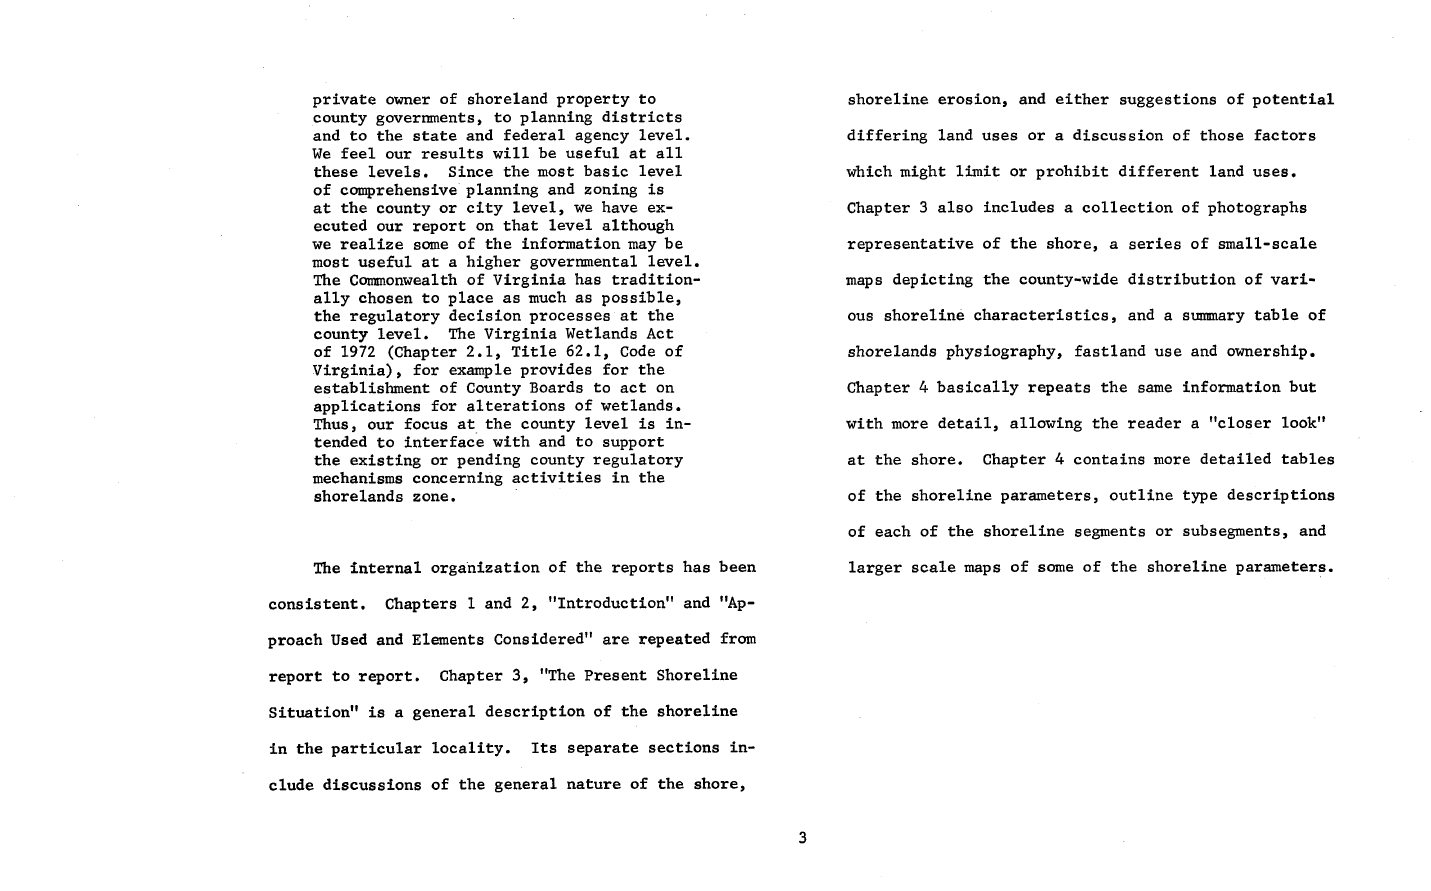 private owner of shoreland property to
county governments, to planning districts
and to the state and federal agency level.
We feel our results will be useful at all
these levels.  Since the most basic level
of comprehensive planning and zoning is
at the county or city level, we have ex-
ecuted our report on that level although
we realize some of the information may be
most useful at a higher governmental level.
The Commonwealth of Virginia has tradition-
ally chosen to place as much as possible,
the regulatory decision processes at the
county level.  The Virginia Wetlands Act
of 1972 (Chapter 2.1, Title 62.1, Code of
Virginia), for example provides for the
establishment of County Boards to act on
applications for alterations of wetlands.
Thus, our focus at the county level is in-
tended to interface with and to support
the existing or pending county regulatory
mechanisms concerning activities in the
shorelands zone.
The internal organization of the reports has been
consistent.  Chapters 1 and 2, "Introduction" and "Ap-
proach Used and Elements Considered" are repeated from
report to report.  Chapter 3, "The Present Shoreline
Situation" is a general description of the shoreline
in the particular locality.  Its separate sections in-
clude discussions of the general nature of the shore,
shoreline erosion, and either suggestions of potential
differing land uses or a discussion of those factors
which might limit or prohibit different land uses.
Chapter 3 also includes a collection of photographs
representative of the shore, a series of small-scale
maps depicting the county-wide distribution of vari-
ous shoreline characteristics, and a summary table of
shorelands physiography, fastland use and ownership.
Chapter 4 basically repeats the same information but
with more detail, allowing the reader a "closer look"
at the shore.  Chapter 4 contains more detailed tables
of the shoreline parameters, outline type descriptions
of each of the shoreline segments or subsegments, and
larger scale maps of some of the shoreline parameters.
3